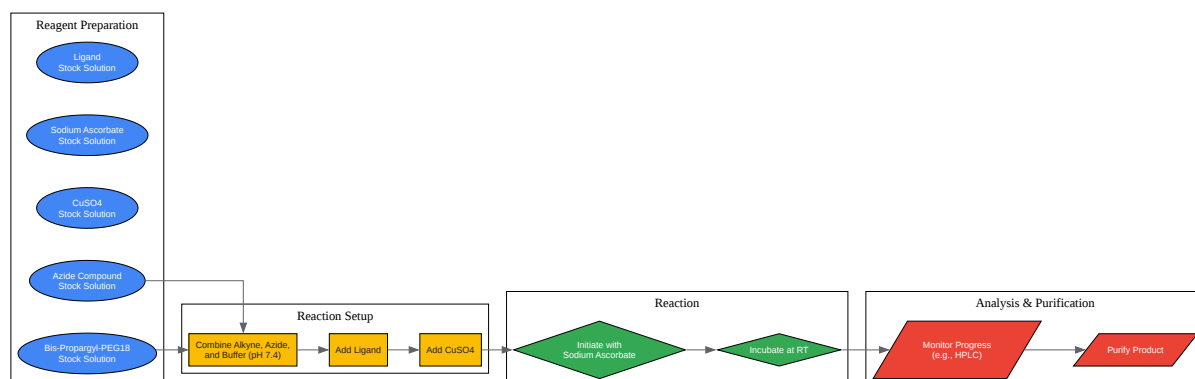 Reagent Preparation
Ligand
Stock Solution
Sodium Ascorbate
Stock Solution
CuSO4
Stock Solution
Azide Compound
Stock Solution
Bis-Propargyl-PEG18
Stock Solution
Reaction Setup
Combine Alkyne, Azide,
and Buffer (pH 7.4)
Add Ligand
Add CuSO4
Reaction
Initiate with
Sodium Ascorbate
Incubate at RT
Analysis & Purification
Monitor Progress
(e.g., HPLC)
Purify Product